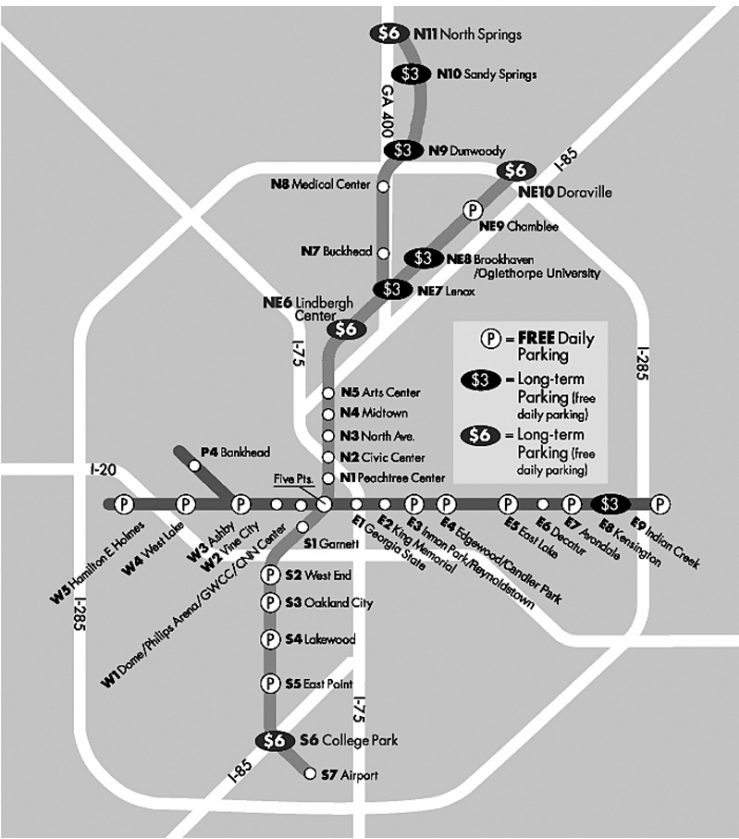 $6 N11 North Springs
$3 N10 Sandy Springs
GA 400
$3 N9 Dunwoody
I-85
N8 Medical Center
$6
NE10 Doraville
P
NE9 Chamblee
N7 Buckhead
$3 NE8 Brookhaven
/Oglethorpe University
$3 NE7 Lenox
NE6 Lindbergh
Center
$6
I-75
P = FREE Daily
Parking
$3 = Long-term
Parking (free
daily parking)
$6 = Long-term
Parking (free
daily parking)
I-285
N5 Arts Center
N4 Midtown
N3 North Ave.
N2 Civic Center
N1 Peachtree Center
P4 Bankhead
I-20
Five Pts.
P P P P P P P P $3 P
W5 Hamilton E. Holmes
W4 West Lake
W3 Ashby
W2 Vine City
W1 Dome/Philips Arena/GWCC/CNN Center
S1 Garnett
E1 Georgia State
E2 King Memorial
E3 Inman Park/Reynoldstown
E4 Edgewood/Candler Park
E5 East Lake
E6 Decatur
E7 Avondale
E8 Kensington
E9 Indian Creek
P S2 West End
P S3 Oakland City
I-285
P S4 Lakewood
P S5 East Point
I-75
$6 S6 College Park
I-85
S7 Airport